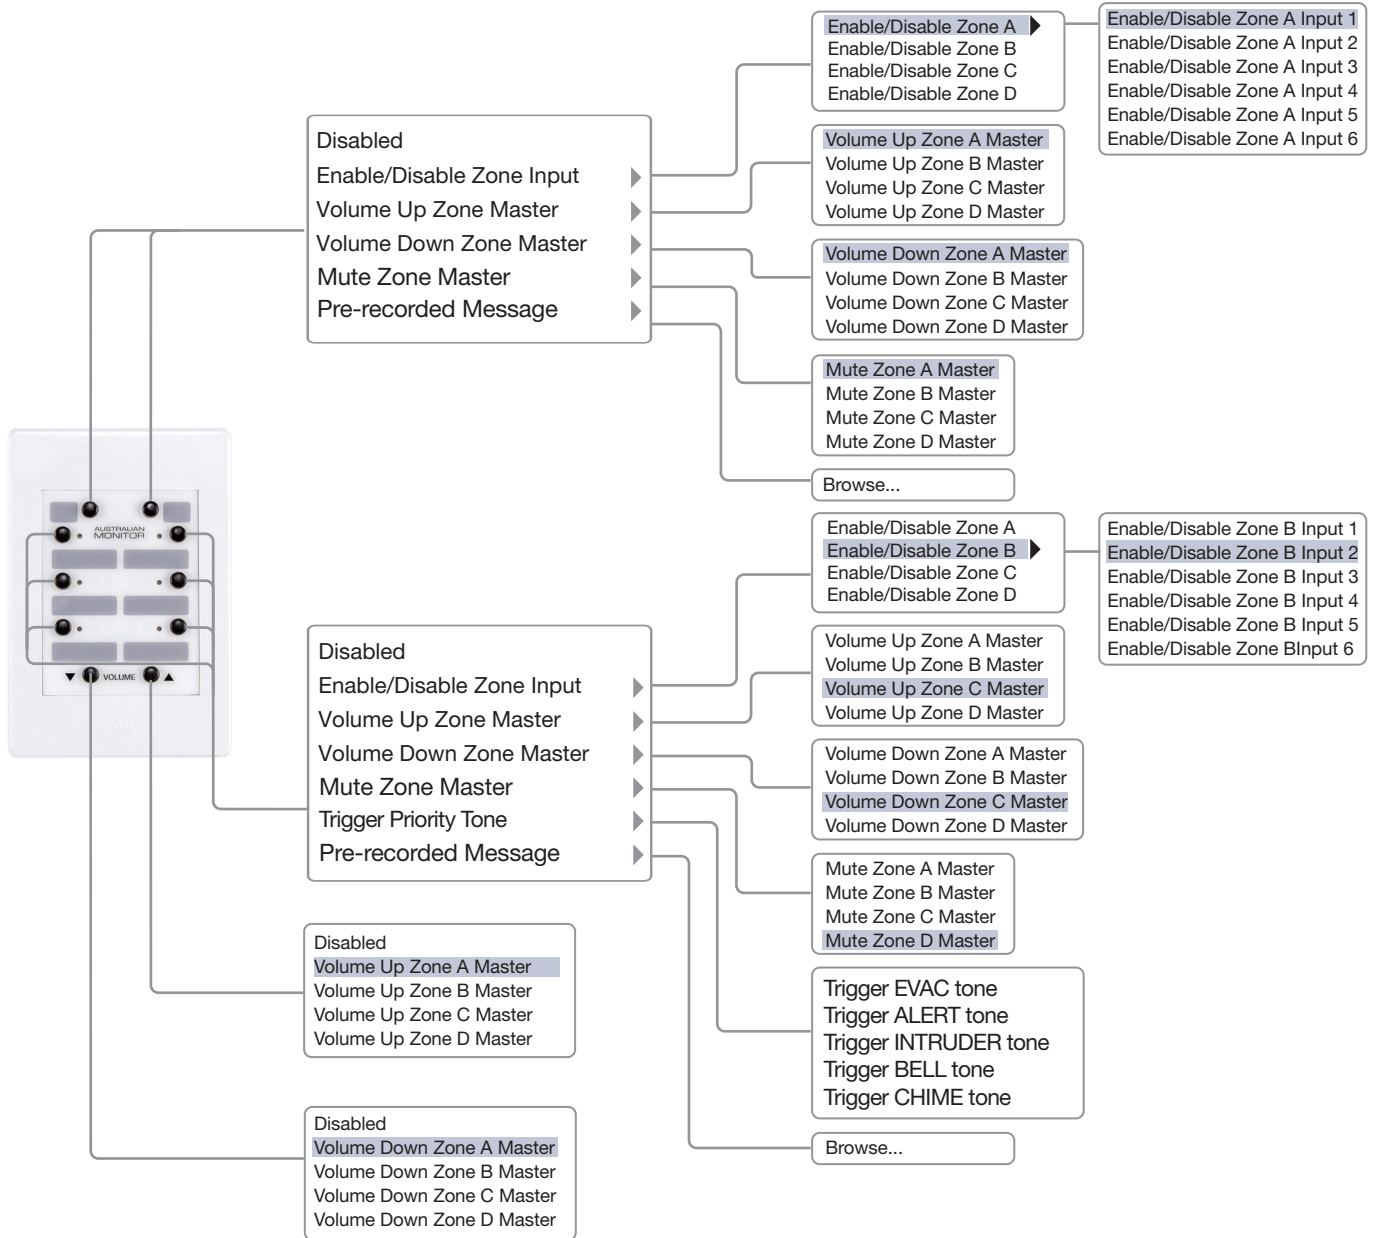 Enable/Disable Zone A
Enable/Disable Zone B
Enable/Disable Zone C
Enable/Disable Zone D
Enable/Disable Zone A Input 1
Enable/Disable Zone A Input 2
Enable/Disable Zone A Input 3
Enable/Disable Zone A Input 4
Enable/Disable Zone A Input 5
Enable/Disable Zone A Input 6
Disabled
Enable/Disable Zone Input
Volume Up Zone Master
Volume Down Zone Master
Mute Zone Master
Pre-recorded Message
Volume Up Zone A Master
Volume Up Zone B Master
Volume Up Zone C Master
Volume Up Zone D Master
Volume Down Zone A Master
Volume Down Zone B Master
Volume Down Zone C Master
Volume Down Zone D Master
Mute Zone A Master
Mute Zone B Master
Mute Zone C Master
Mute Zone D Master
Browse...
AUSTRALIAN
MONITOR
▼ VOLUME ▲
Enable/Disable Zone A
Enable/Disable Zone B
Enable/Disable Zone C
Enable/Disable Zone D
Enable/Disable Zone B Input 1
Enable/Disable Zone B Input 2
Enable/Disable Zone B Input 3
Enable/Disable Zone B Input 4
Enable/Disable Zone B Input 5
Enable/Disable Zone BInput 6
Disabled
Enable/Disable Zone Input
Volume Up Zone Master
Volume Down Zone Master
Mute Zone Master
Trigger Priority Tone
Pre-recorded Message
Volume Up Zone A Master
Volume Up Zone B Master
Volume Up Zone C Master
Volume Up Zone D Master
Volume Down Zone A Master
Volume Down Zone B Master
Volume Down Zone C Master
Volume Down Zone D Master
Mute Zone A Master
Mute Zone B Master
Mute Zone C Master
Mute Zone D Master
Trigger EVAC tone
Trigger ALERT tone
Trigger INTRUDER tone
Trigger BELL tone
Trigger CHIME tone
Browse...
Disabled
Volume Up Zone A Master
Volume Up Zone B Master
Volume Up Zone C Master
Volume Up Zone D Master
Disabled
Volume Down Zone A Master
Volume Down Zone B Master
Volume Down Zone C Master
Volume Down Zone D Master